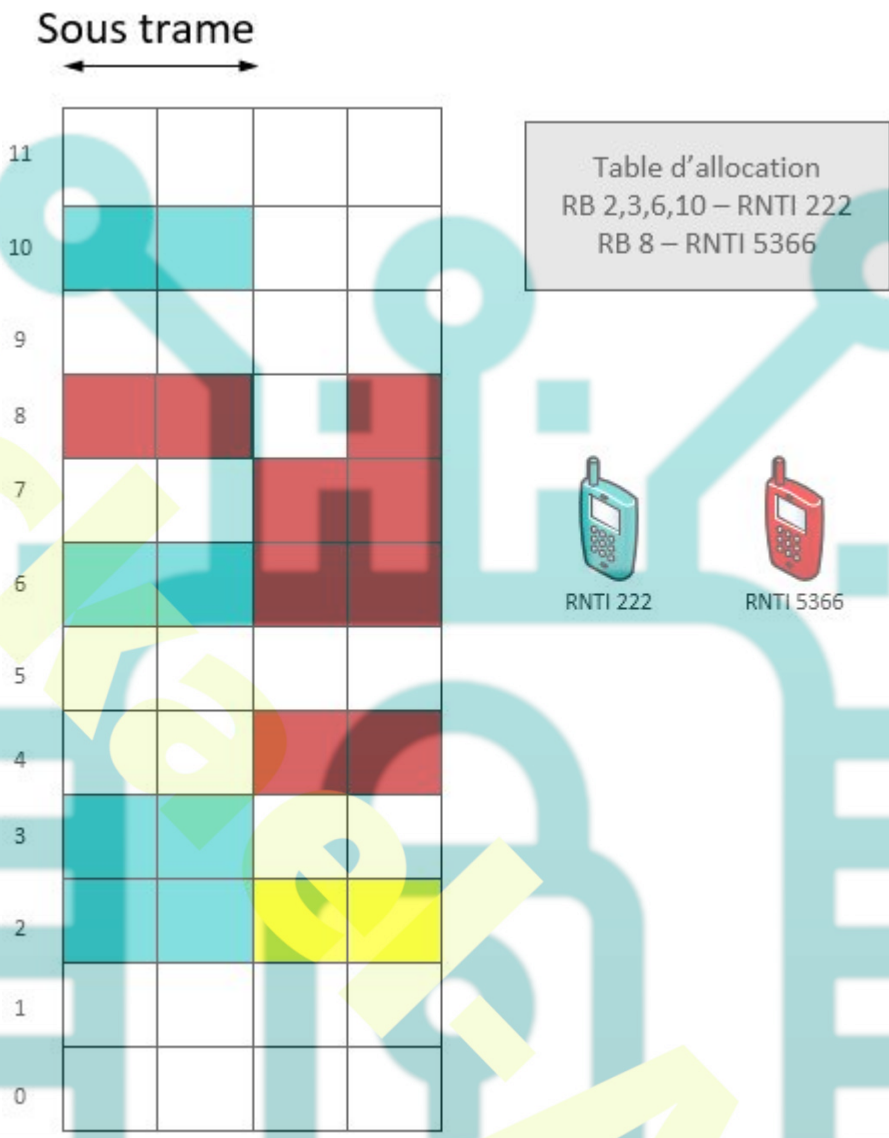 Sous trame
11
10
9
8
7
6
5
4
3
2
1
0
Table d'allocation
RB 2,3,6,10 – RNTI 222
RB 8 – RNTI 5366
RNTI 222
RNTI 5366